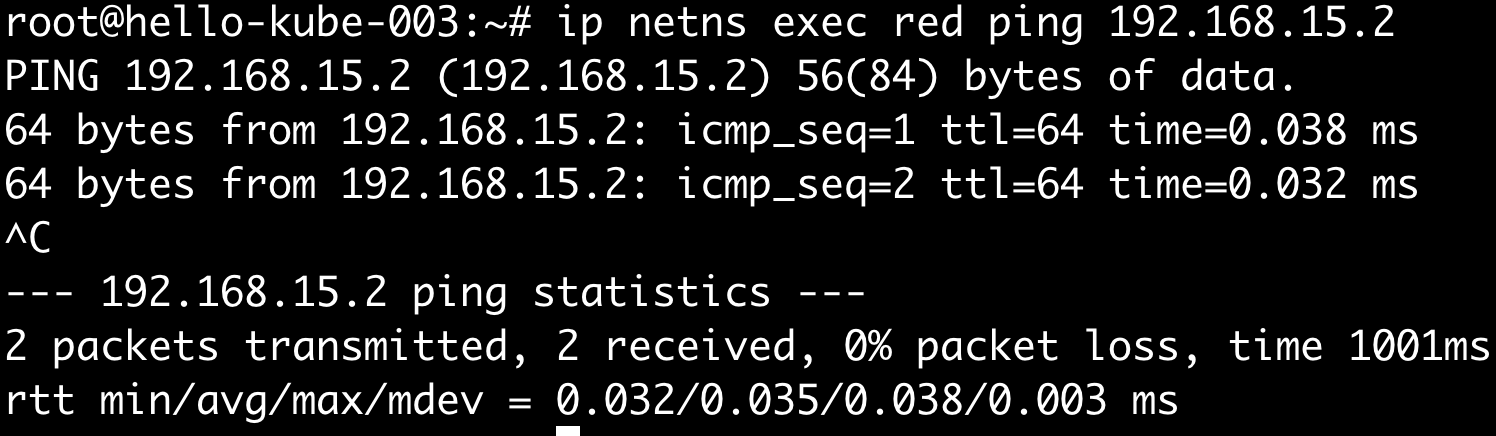 root@hello-kube-003:~# ip netns exec red ping 192.168.15.2
PING 192.168.15.2 (192.168.15.2) 56(84) bytes of data.
64 bytes from 192.168.15.2: icmp_seq=1 ttl=64 time=0.038 ms
64 bytes from 192.168.15.2: icmp_seq=2 ttl=64 time=0.032 ms
^C
--- 192.168.15.2 ping statistics ---
2 packets transmitted, 2 received, 0% packet loss, time 1001ms
rtt min/avg/max/mdev = 0.032/0.035/0.038/0.003 ms